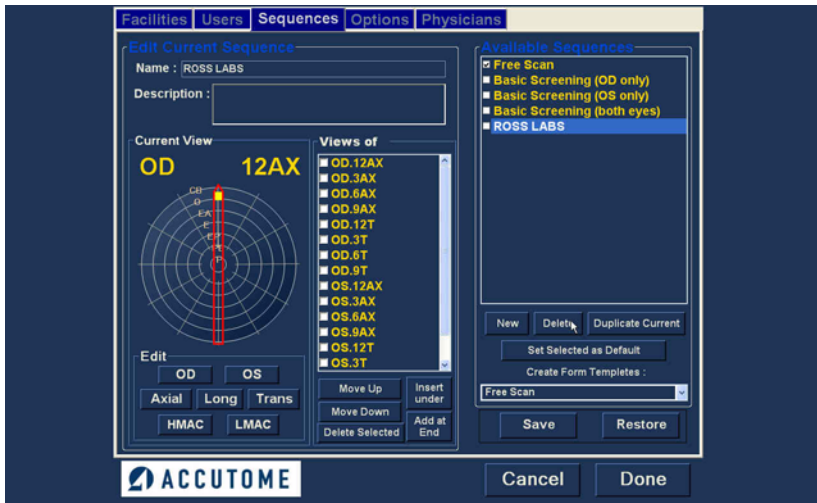 Facilities Users Sequences Options Physicians
Edit Current Sequence
Name : ROSS LABS
Description :
Current View
OD 12AX
CB
O
EA
E
EP
PE
P
Edit
OD OS
Axial Long Trans
HMAC LMAC
Views of
OD.12AX
OD.3AX
OD.6AX
OD.9AX
OD.12T
OD.3T
OD.6T
OD.9T
OS.12AX
OS.3AX
OS.6AX
OS.9AX
OS.12T
OS.3T
Move Up
Insert under
Move Down
Add at End
Delete Selected
Available Sequences
Free Scan
Basic Screening (OD only)
Basic Screening (OS only)
Basic Screening (both eyes)
ROSS LABS
New Delete Duplicate Current
Set Selected as Default
Create Form Templetes :
Free Scan
Save Restore
ACCUTOME
Cancel Done